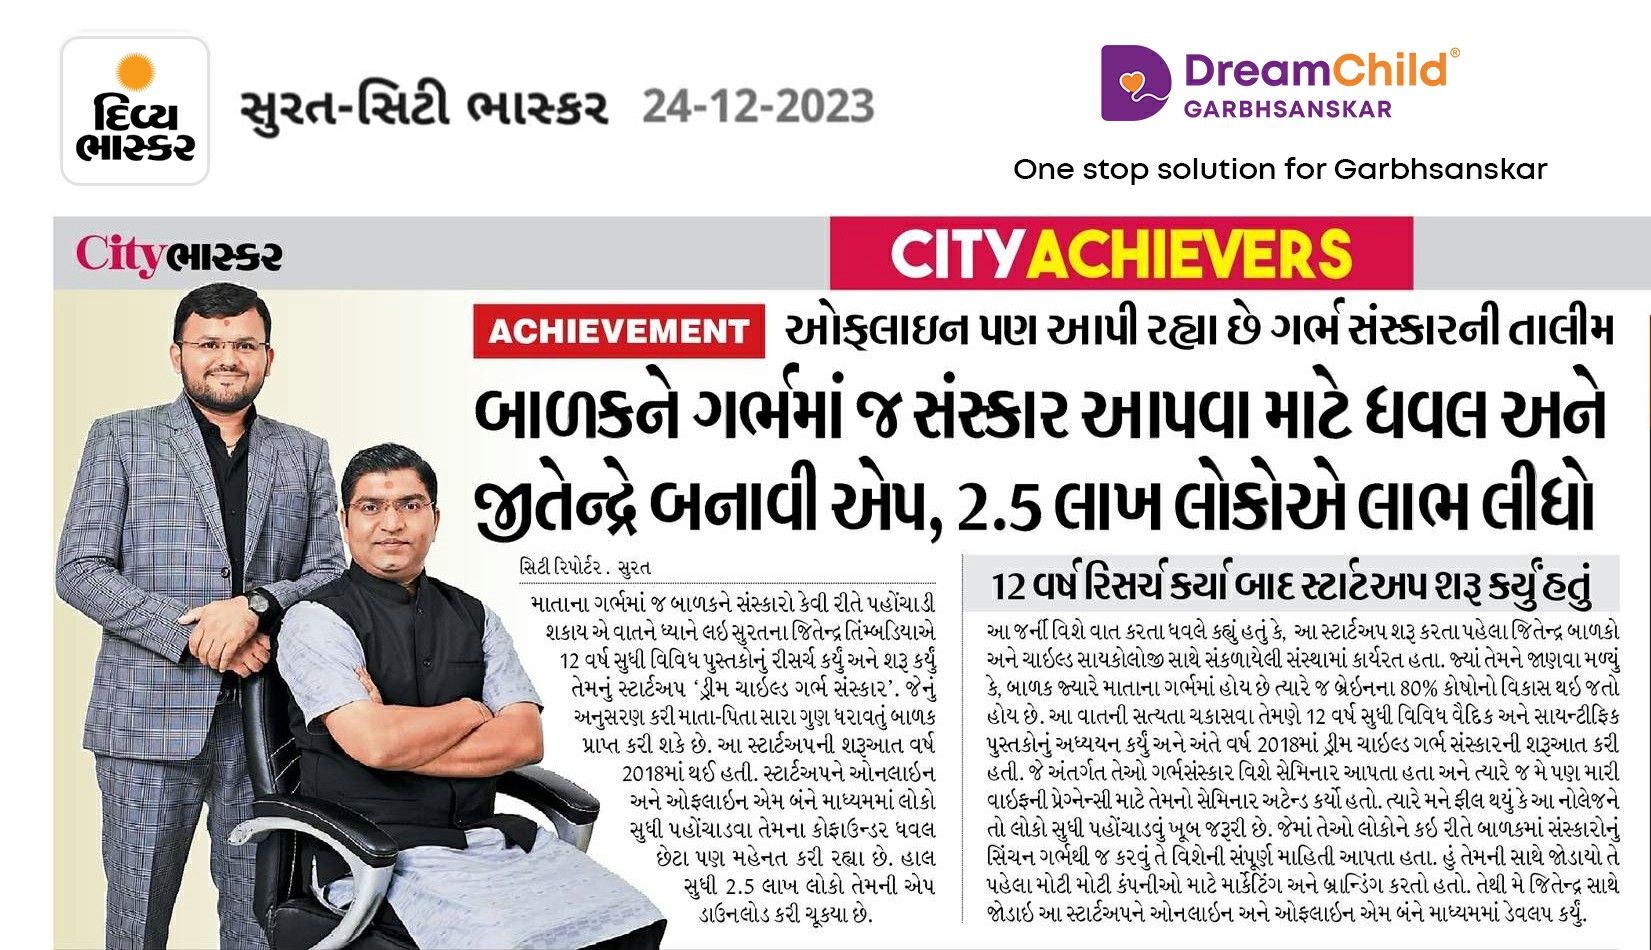 દિવ્ય
ભાસ્કર
સુરત-સિટી ભાસ્કર 24-12-2023
DreamChild®
GARBHSANSKAR
One stop solution for Garbhsanskar
Cityભાસ્કર
CITYACHIEVERS
ACHIEVEMENT ઓફલાઇન પણ આપી રહ્યા છે ગર્ભ સંસ્કારની તાલીમ
બાળકને ગર્ભમાં જ સંસ્કાર આપવા માટે ધવલ અને
જીતેન્દ્રે બનાવી એપ, 2.5 લાખ લોકોએ લાભ લીધો
સિટી રિપોર્ટર . સુરત
માતાના ગર્ભમાં જ બાળકને સંસ્કારો કેવી રીતે પહોંચાડી
શકાય એ વાતને ધ્યાને લઇ સુરતના જિતેન્દ્ર તિંમ્બડિયાએ
12 વર્ષ સુધી વિવિધ પુસ્તકોનું રીસર્ચ કર્યું અને શરૂ કર્યું
તેમનું સ્ટાર્ટઅપ ‘ડ્રીમ ચાઇલ્ડ ગર્ભ સંસ્કાર’. જેનું
અનુસરણ કરી માતા-પિતા સારા ગુણ ધરાવતું બાળક
પ્રાપ્ત કરી શકે છે. આ સ્ટાર્ટઅપની શરૂઆત વર્ષ
2018માં થઈ હતી. સ્ટાર્ટઅપને ઓનલાઇન
અને ઓફલાઇન એમ બંને માધ્યમમાં લોકો
સુધી પહોંચાડવા તેમના કોફાઉન્ડર ધવલ
છેટા પણ મહેનત કરી રહ્યા છે. હાલ
સુધી 2.5 લાખ લોકો તેમની એપ
ડાઉનલોડ કરી ચૂક્યા છે.
12 વર્ષ રિસર્ચ કર્યા બાદ સ્ટાર્ટઅપ શરૂ કર્યું હતું
આ જર્ની વિશે વાત કરતા ધવલે કહ્યું હતું કે, આ સ્ટાર્ટઅપ શરૂ કરતા પહેલા જિતેન્દ્ર બાળકો
અને ચાઇલ્ડ સાયકોલોજી સાથે સંકળાયેલી સંસ્થામાં કાર્યરત હતા. જ્યાં તેમને જાણવા મળ્યું
કે, બાળક જ્યારે માતાના ગર્ભમાં હોય છે ત્યારે જ બ્રેઇનના 80% કોષોનો વિકાસ થઇ જતો
હોય છે. આ વાતની સત્યતા ચકાસવા તેમણે 12 વર્ષ સુધી વિવિધ વૈદિક અને સાયન્ટીફિક
પુસ્તકોનું અધ્યયન કર્યું અને અંતે વર્ષ 2018માં ડ્રીમ ચાઇલ્ડ ગર્ભ સંસ્કારની શરૂઆત કરી
હતી. જે અંતર્ગત તેઓ ગર્ભસંસ્કાર વિશે સેમિનાર આપતા હતા અને ત્યારે જ મે પણ મારી
વાઇફની પ્રેગ્નેન્સી માટે તેમનો સેમિનાર અટેન્ડ કર્યો હતો. ત્યારે મને ફીલ થયું કે આ નોલેજને
તો લોકો સુધી પહોંચાડવું ખૂબ જરૂરી છે. જેમાં તેઓ લોકોને કઇ રીતે બાળકમાં સંસ્કારોનું
સિંચન ગર્ભથી જ કરવું તે વિશેની સંપૂર્ણ માહિતી આપતા હતા. હું તેમની સાથે જોડાયો તે
પહેલા મોટી મોટી કંપનીઓ માટે માર્કેટિંગ અને બ્રાન્ડિંગ કરતો હતો. તેથી મે જિતેન્દ્ર સાથે
જોડાઇ આ સ્ટાર્ટઅપને ઓનલાઇન અને ઓફલાઇન એમ બંને માધ્યમમાં ડેવલપ કર્યું.